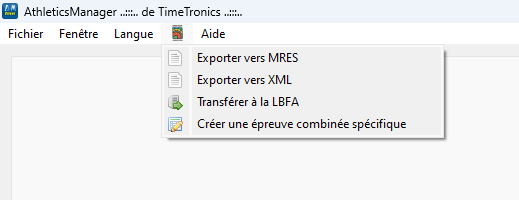 AthleticsManager ..:::.. de TimeTronics ..:::..
Fichier Fenêtre Langue Aide
Exporter vers MRES
Exporter vers XML
Transférer à la LBFA
Créer une épreuve combinée spécifique